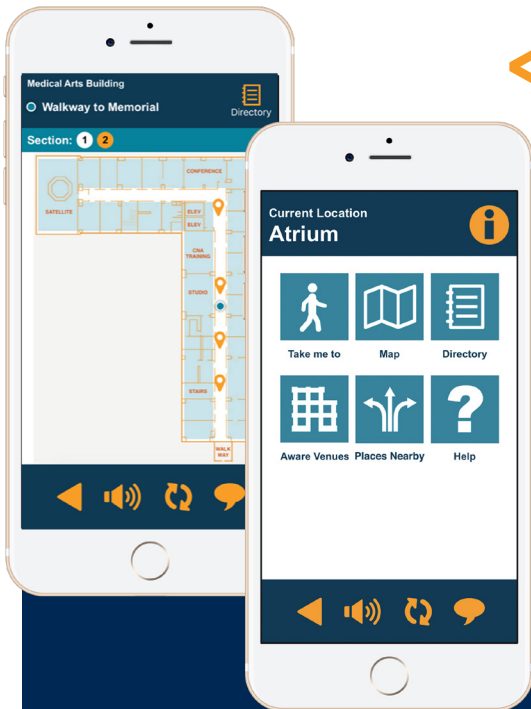 Medical Arts Building
Walkway to Memorial
Directory
Section: 1 2
CONFERENCE
SATELLITE
ELEV
ELEV
CNA
TRAINING
STUDIO
STAIRS
WALK
WAY
Current Location
Atrium
Take me to
Map
Directory
Aware Venues
Places Nearby
Help